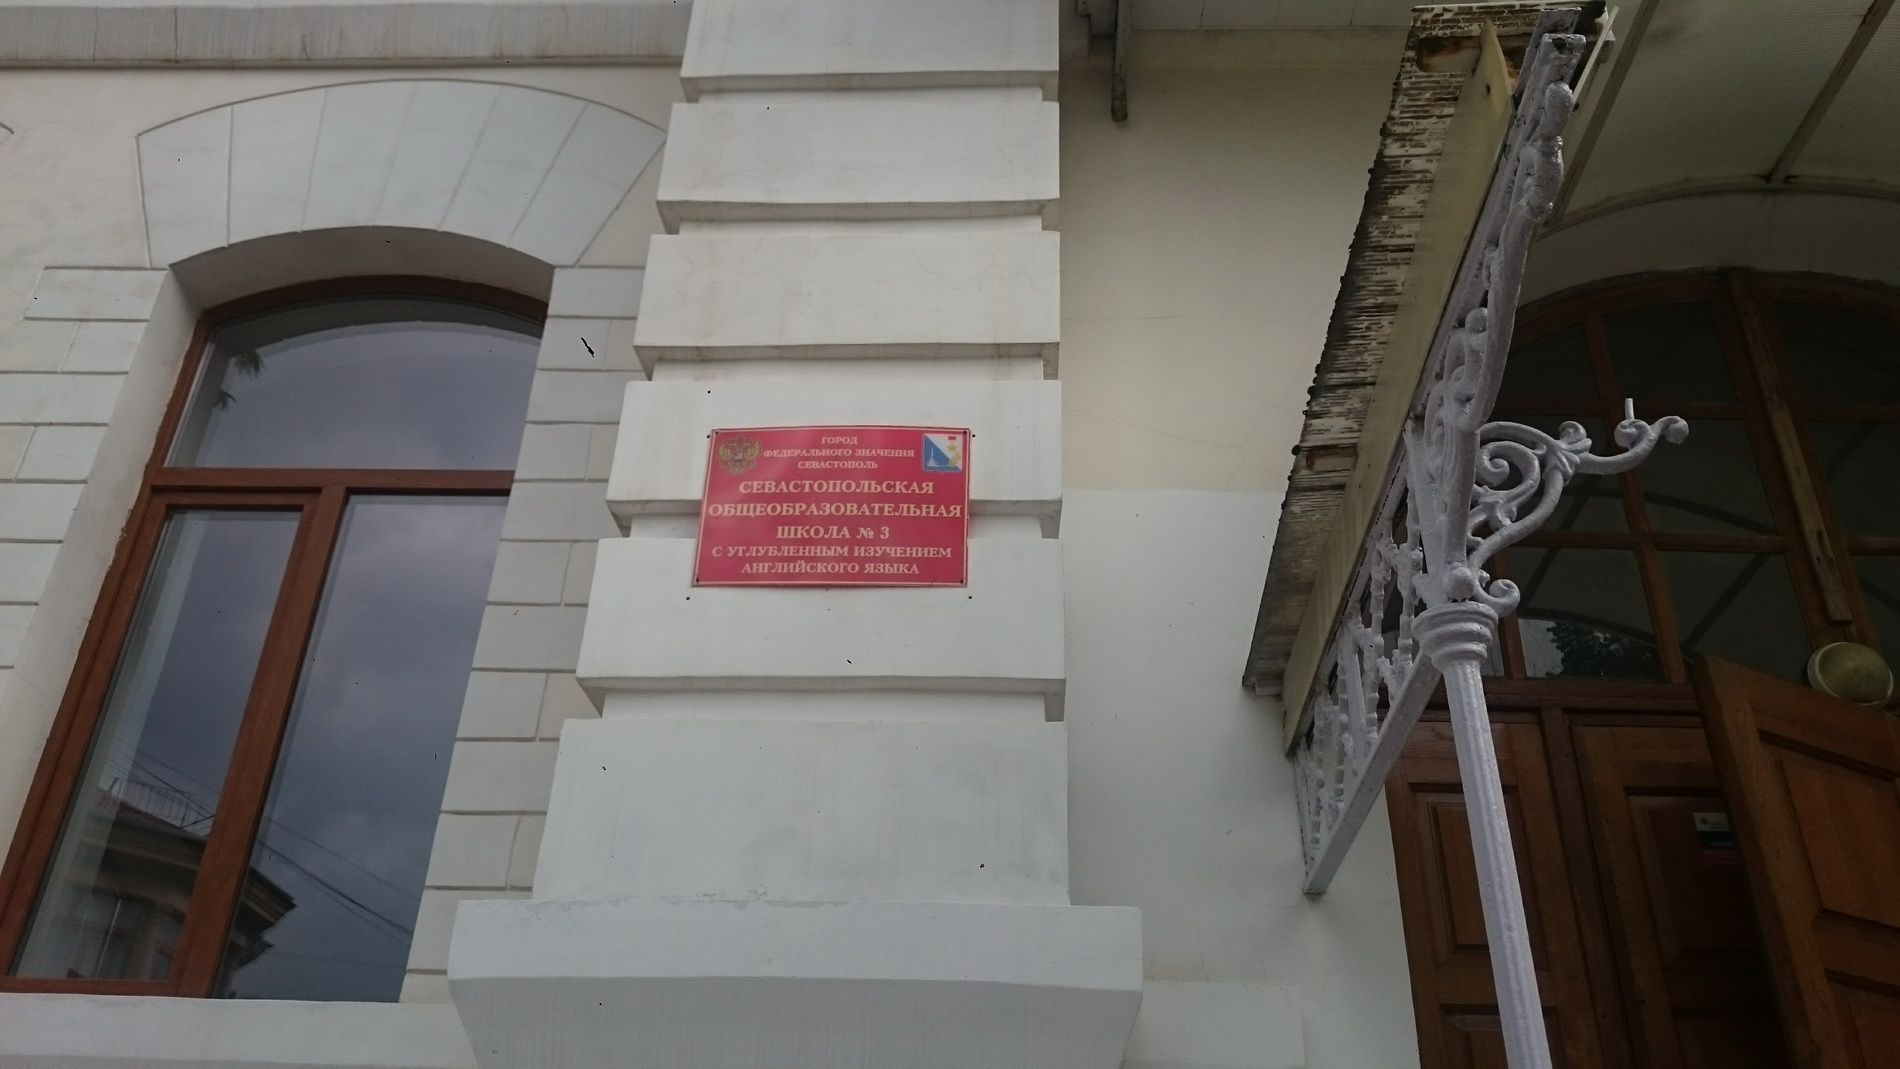 ГОРОД
ФЕДЕРАЛЬНОГО ЗНАЧЕНИЯ
СЕВАСТОПОЛЬ
СЕВАСТОПОЛЬСКАЯ
ОБЩЕОБРАЗОВАТЕЛЬНАЯ
ШКОЛА № 3
С УГЛУБЛЕННЫМ ИЗУЧЕНИЕМ
АНГЛИЙСКОГО ЯЗЫКА